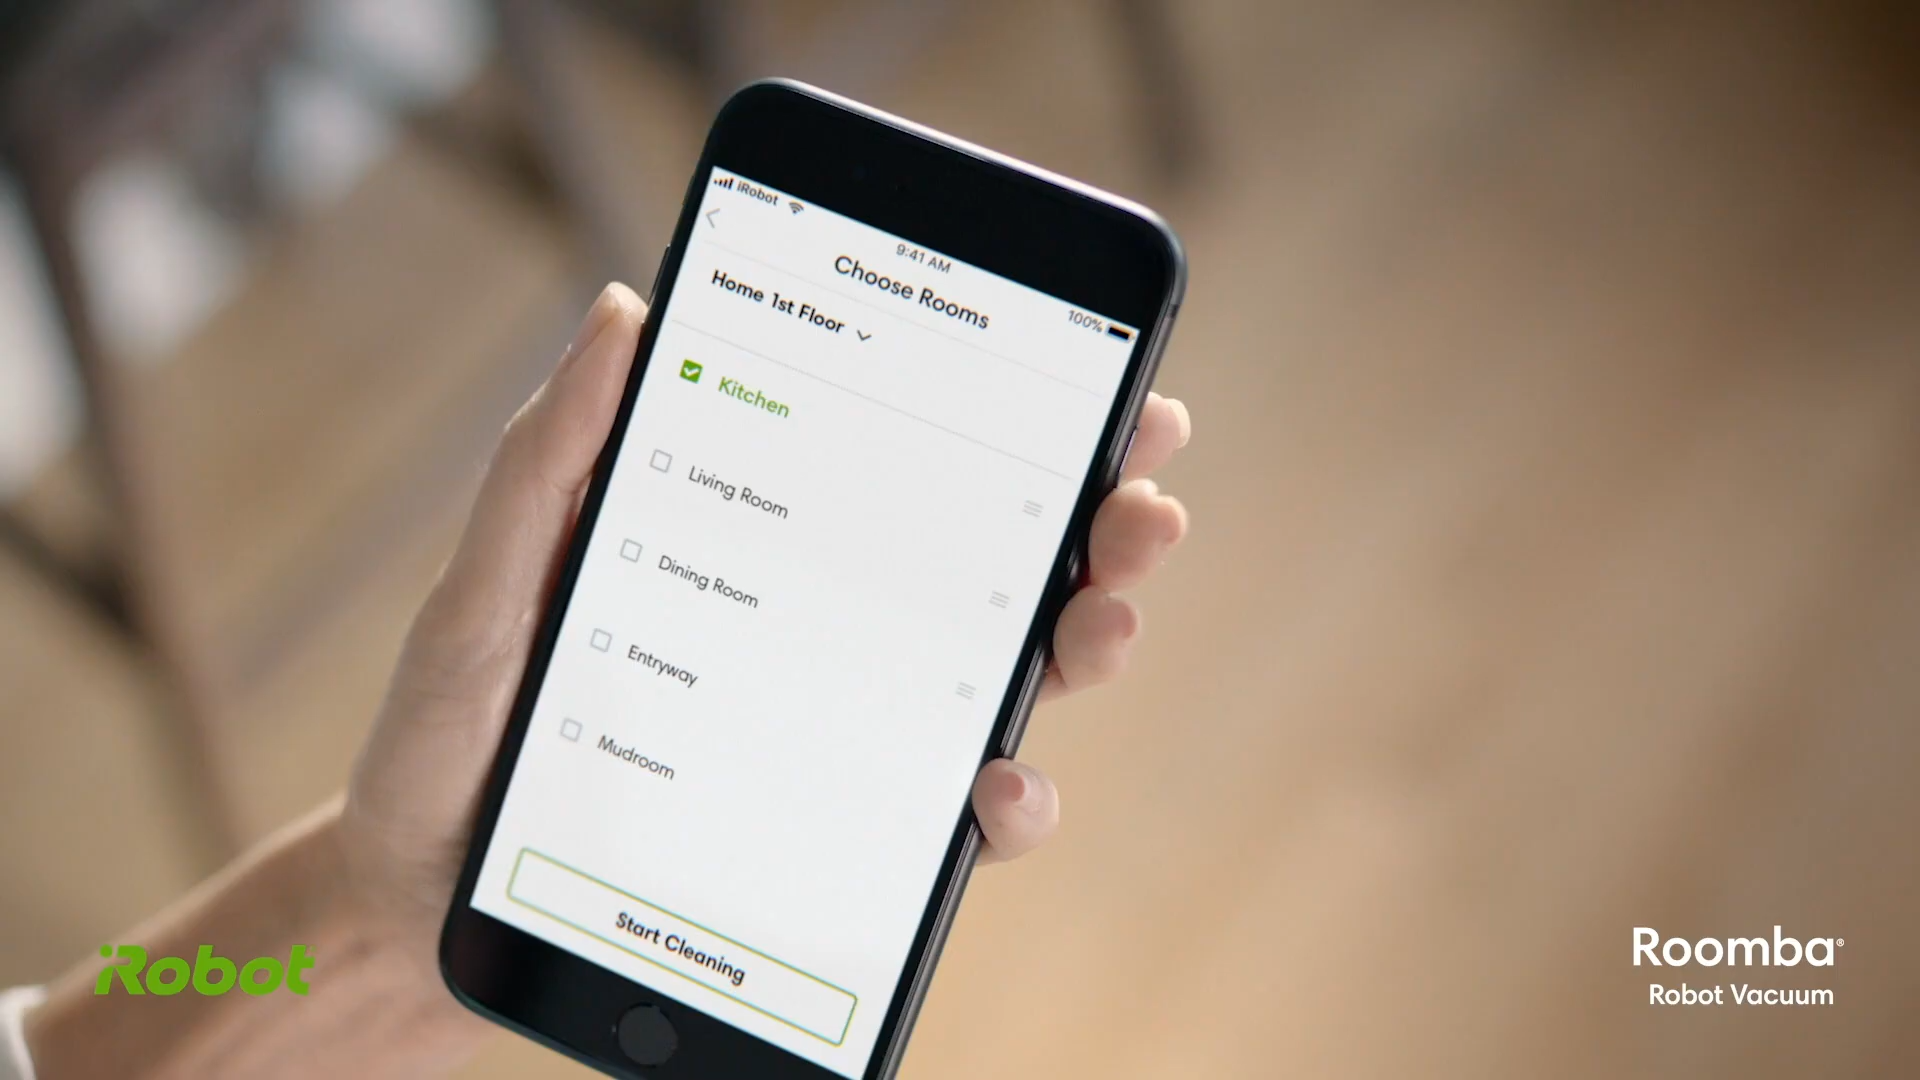 iRobot
9:41 AM
100%
Choose Rooms
Home 1st Floor
Kitchen
Living Room
Dining Room
Entryway
Mudroom
Start Cleaning
iRobot®
Roomba®
Robot Vacuum